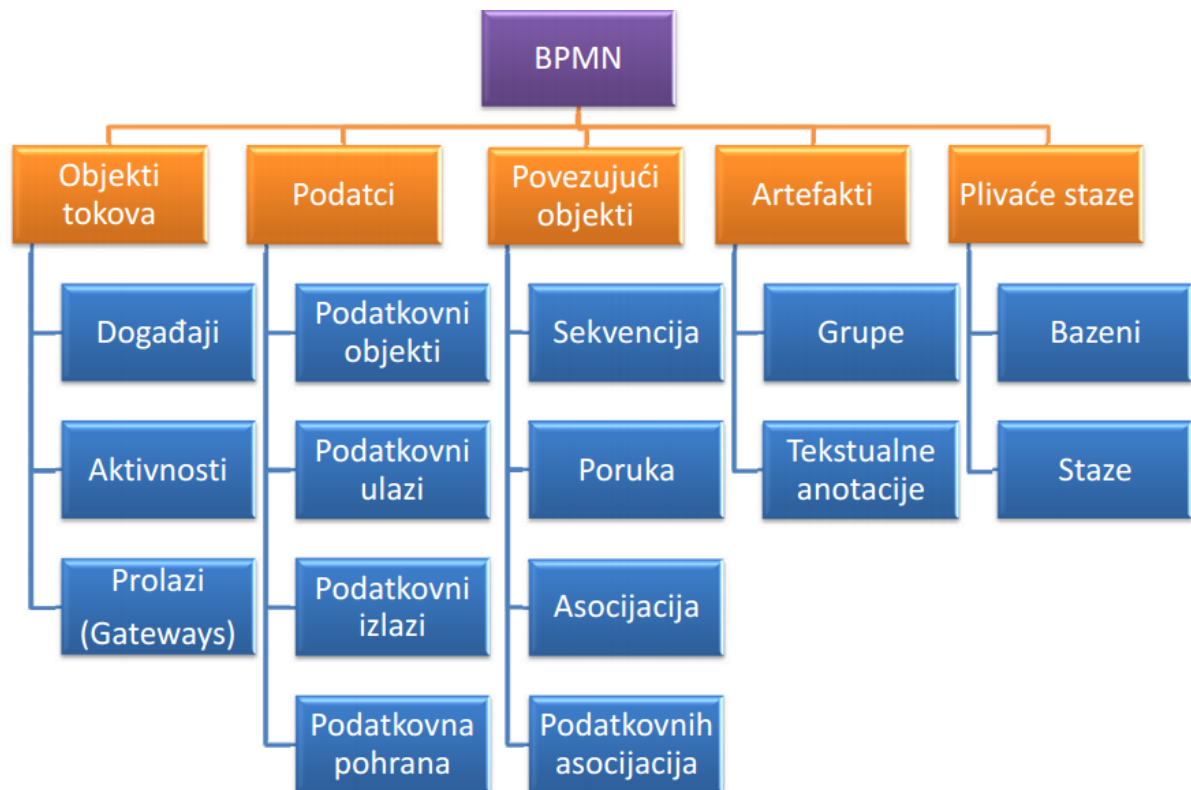 BPMN
Objekti
tokova
Događaji
Aktivnosti
Prolazi
(Gateways)
Podatci
Podatkovni
objekti
Podatkovni
ulazi
Podatkovni
izlazi
Podatkovna
pohrana
Povezujući
objekti
Sekvencija
Poruka
Asocijacija
Podatkovnih
asocijacija
Artefakti
Grupe
Tekstualne
anotacije
Plivaće staze
Bazeni
Staze